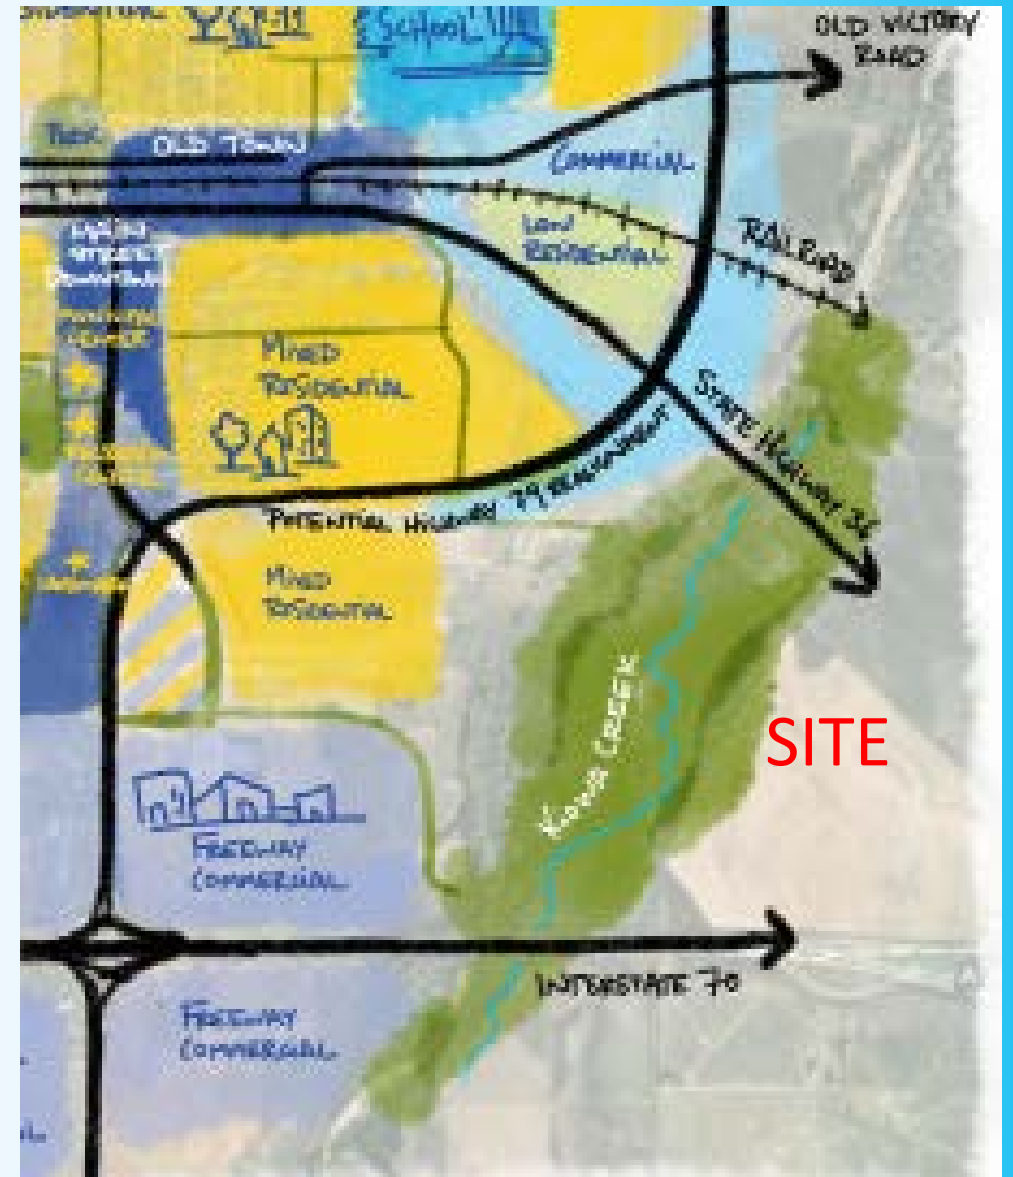 SCHOOL
OLD VICTORY
ROAD
PARK
OLD TOWN
COMMERCIAL
LOW
RESIDENTIAL
RAILROAD
MIXED
RESIDENTIAL
STATE HIGHWAY 36
POTENTIAL HIGHWAY 79 REALIGNMENT
MIXED
RESIDENTIAL
KIOWA CREEK
SITE
FREEWAY
COMMERCIAL
INTERSTATE 70
FREEWAY
COMMERCIAL